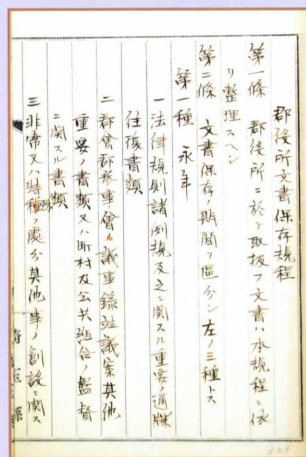 郡役所文書保存規程
第一條 郡役所ニ於テ取扱フ文書ハ本規程ニ依
リ整理スヘシ
第二條 文書保存ノ期間ヲ區分シ左ノ三種トス
第一種 永年
一 法律規則諸例規及之ニ関スル重要ノ通牒
往復書類
二 郡會郡参事會ノ議事録並議案其他
重要ノ書類又ハ町村及公共組合ノ監督
ニ関スル書類
三 非常又ハ特種ノ處分其他事ノ創設ニ関ス